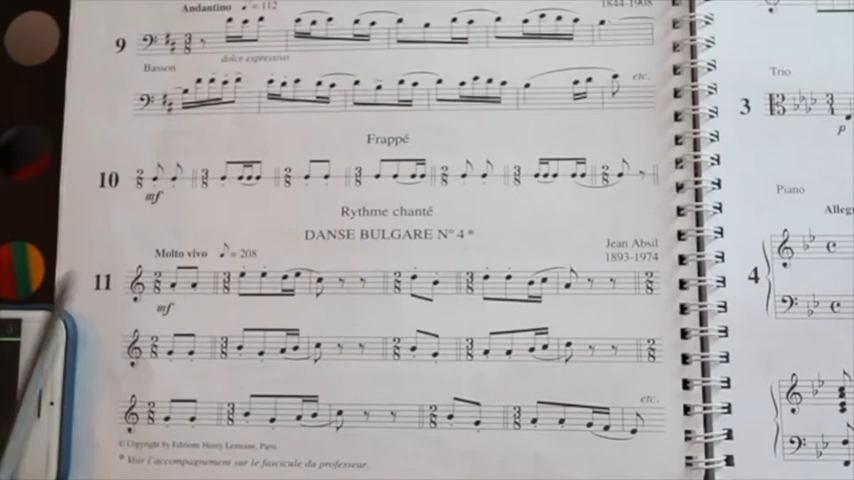 Andantino ♪ = 112
1844-1908
9
dolce espressivo
Basson
etc.
Frappé
10
mf
Rythme chanté
DANSE BULGARE N° 4 *
Jean Absil
1893-1974
Molto vivo ♪ = 208
11
mf
etc.
© Copyright by Editions Henry Lemoine, Paris
* Voir l'accompagnement sur le fascicule du professeur.
Trio
3
p
Piano
4